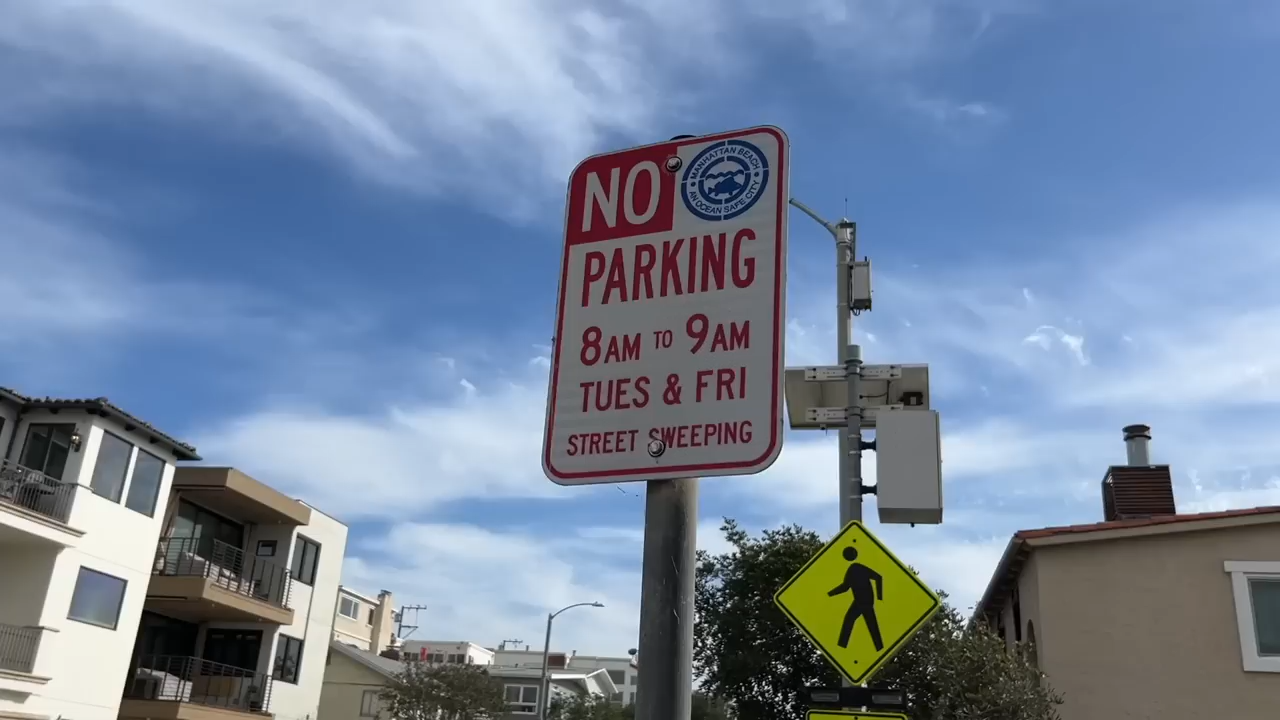 NO
MANHATTAN BEACH
AN OCEAN SAFE CITY
PARKING
8AM TO 9AM
TUES & FRI
STREET SWEEPING